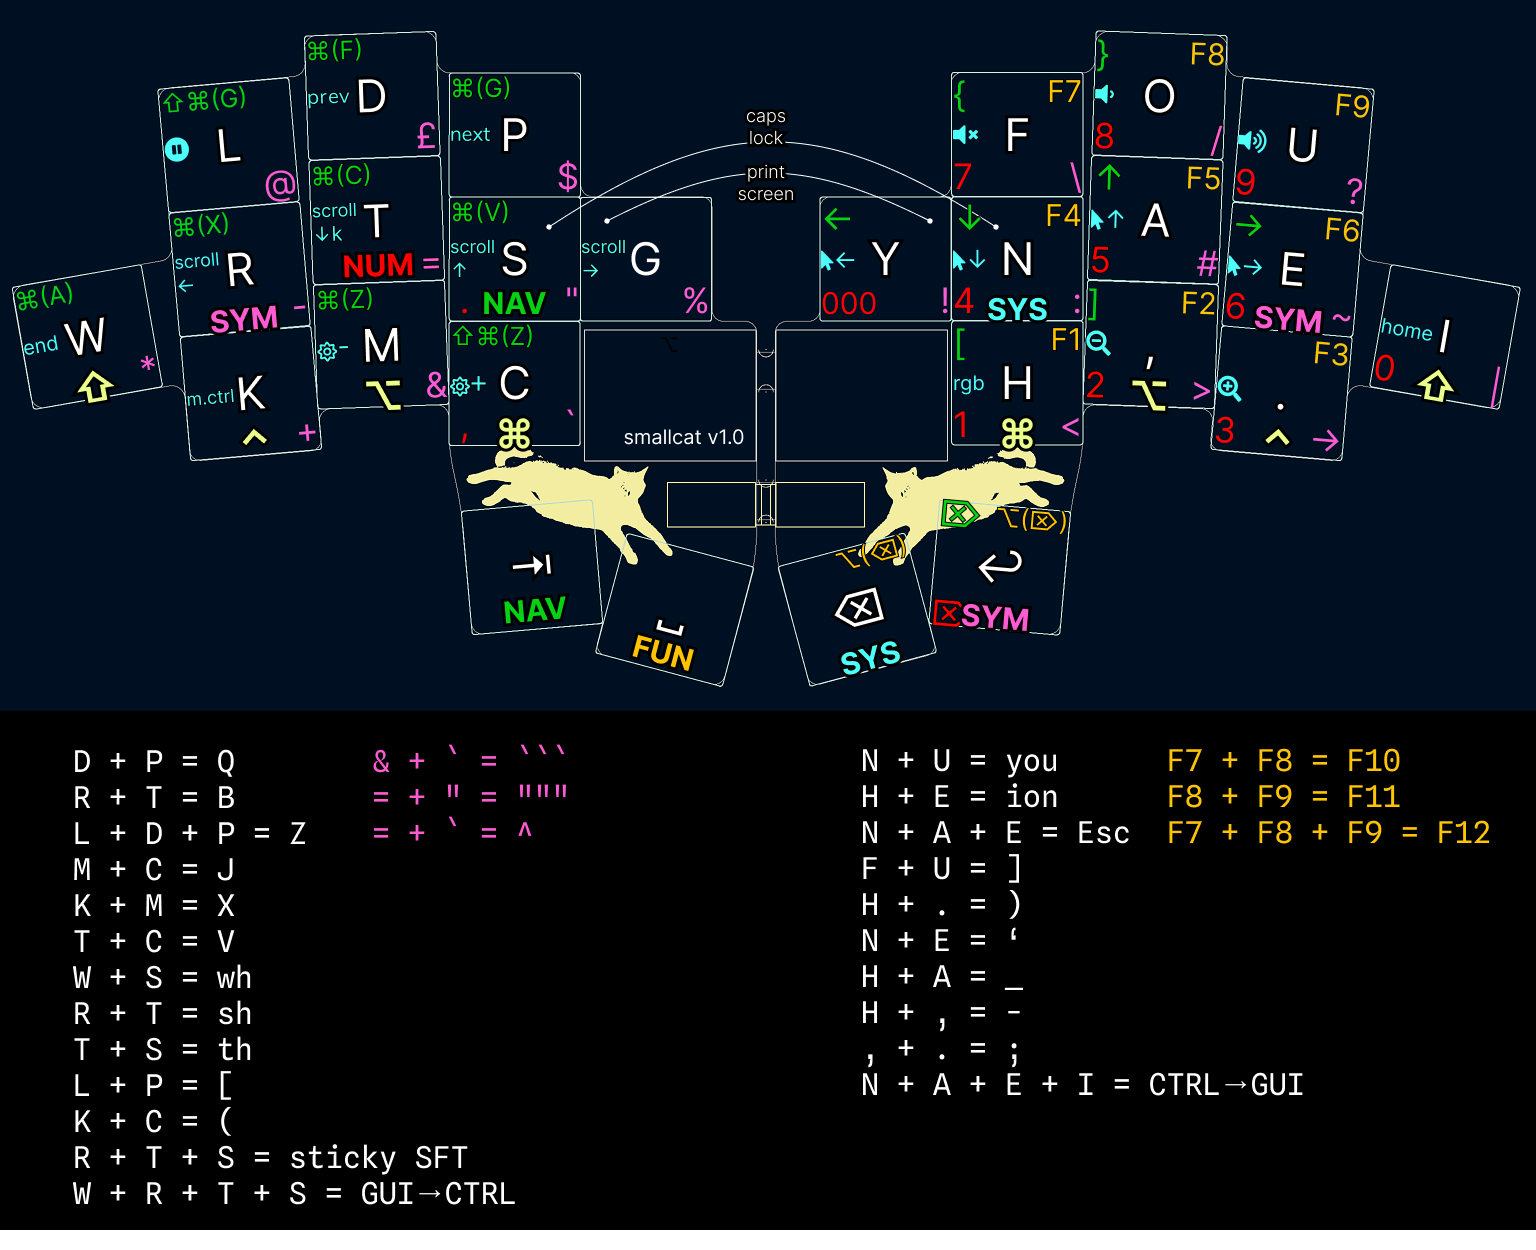 ⌘(F)
D
prev
£
⇧⌘(G)
L
@
⌘(G)
P
next
$
⌘(C)
scroll
↓k
T
NUM =
⌘(X)
scroll
←
R
SYM -
⌘(V)
scroll
↑
S
. NAV "
scroll
→
G
%
⌘(A)
end W
*
⇧
⌘(Z)
M
-
⌥ &
m.ctrl K
^ +
⇧⌘(Z)
+ C
, ⌘ `
caps
lock
print
screen
{ F7
F
7 \
} F8
O
8 /
F9
U
9 ?
←
Y
000 !
↓ F4
↓ N
4 SYS :
↑ F5
↑ A
5 #
→ F6
→ E
6 SYM ~
[ F1
rgb H
1 ⌘ <
] F2
,
2 ⌥ >
F3
.
3 ^ →
home I
0 ⇧ |
⌥
smallcat v1.0
⇥
NAV
␣
FUN
⌥(⌫)
⌫
SYS
⌦ ⌥(⌦)
↩
⌦ SYM
D + P = Q
R + T = B
L + D + P = Z
M + C = J
K + M = X
T + C = V
W + S = wh
R + T = sh
T + S = th
L + P = [
K + C = (
R + T + S = sticky SFT
W + R + T + S = GUI→CTRL
& + ` = ```
= + " = """
= + ` = ^
N + U = you
H + E = ion
N + A + E = Esc
F + U = ]
H + . = )
N + E = ‘
H + A = _
H + , = -
, + . = ;
N + A + E + I = CTRL→GUI
F7 + F8 = F10
F8 + F9 = F11
F7 + F8 + F9 = F12